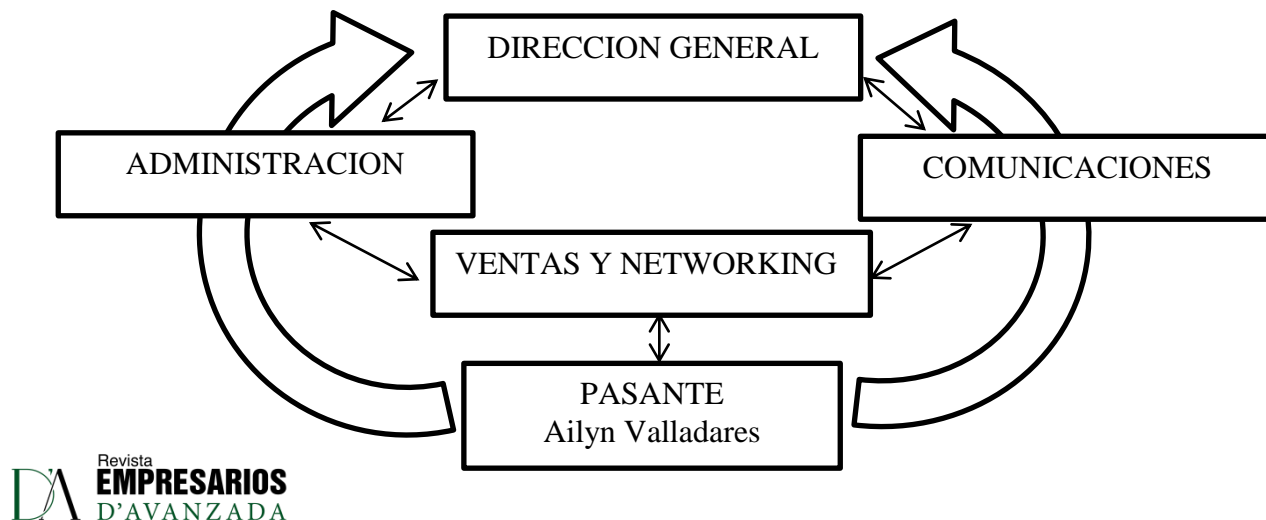 DIRECCION GENERAL
ADMINISTRACION
COMUNICACIONES
VENTAS Y NETWORKING
PASANTE
Ailyn Valladares
D'A
Revista
EMPRESARIOS
D'AVANZADA